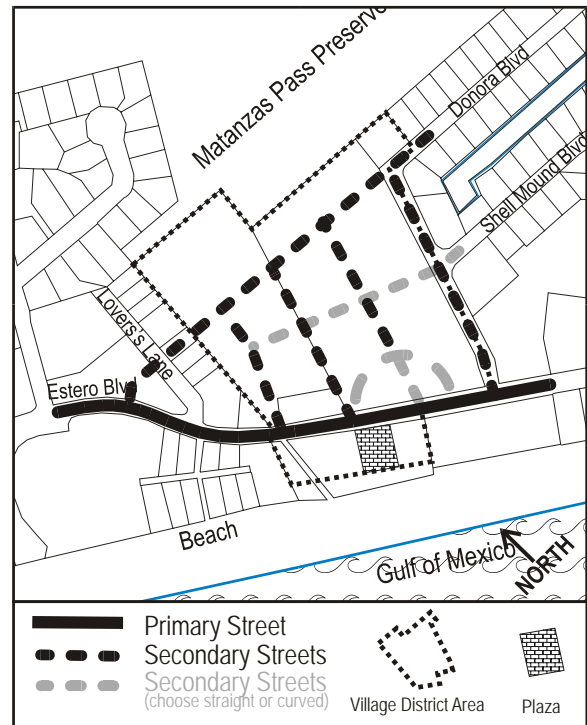 Matanzas Pass Preserve
Donora Blvd
Shell Mound Blvd
Lovers's Lane
Estero Blvd
Beach
Gulf of Mexico
NORTH
Primary Street
Secondary Streets
Secondary Streets
(choose straight or curved)
Village District Area
Plaza